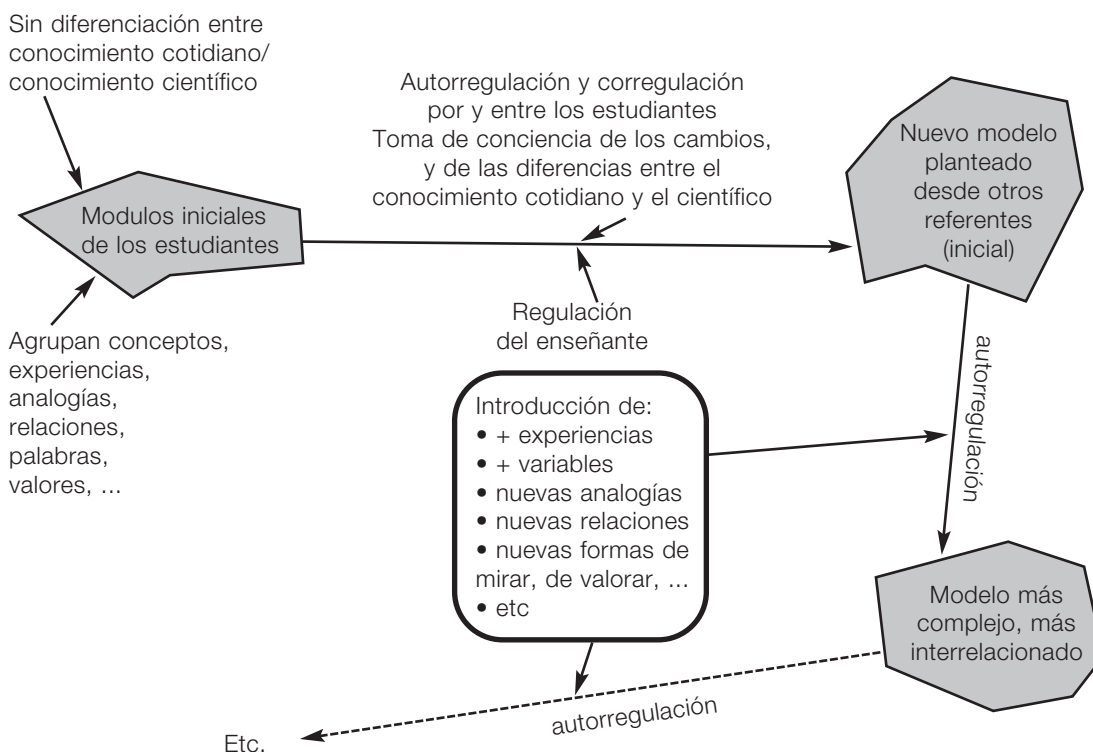 Sin diferenciación entre
conocimiento cotidiano/
conocimiento científico
Autorregulación y corregulación
por y entre los estudiantes
Toma de conciencia de los cambios,
y de las diferencias entre el
conocimiento cotidiano y el científico
Nuevo modelo
planteado
desde otros
referentes
(inicial)
Modulos iniciales
de los estudiantes
Regulación
del enseñante
Agrupan conceptos,
experiencias,
analogías,
relaciones,
palabras,
valores, ...
autorregulación
Introducción de:
• + experiencias
• + variables
• nuevas analogías
• nuevas relaciones
• nuevas formas de
mirar, de valorar, ...
• etc
Modelo más
complejo, más
interrelacionado
autorregulación
Etc.